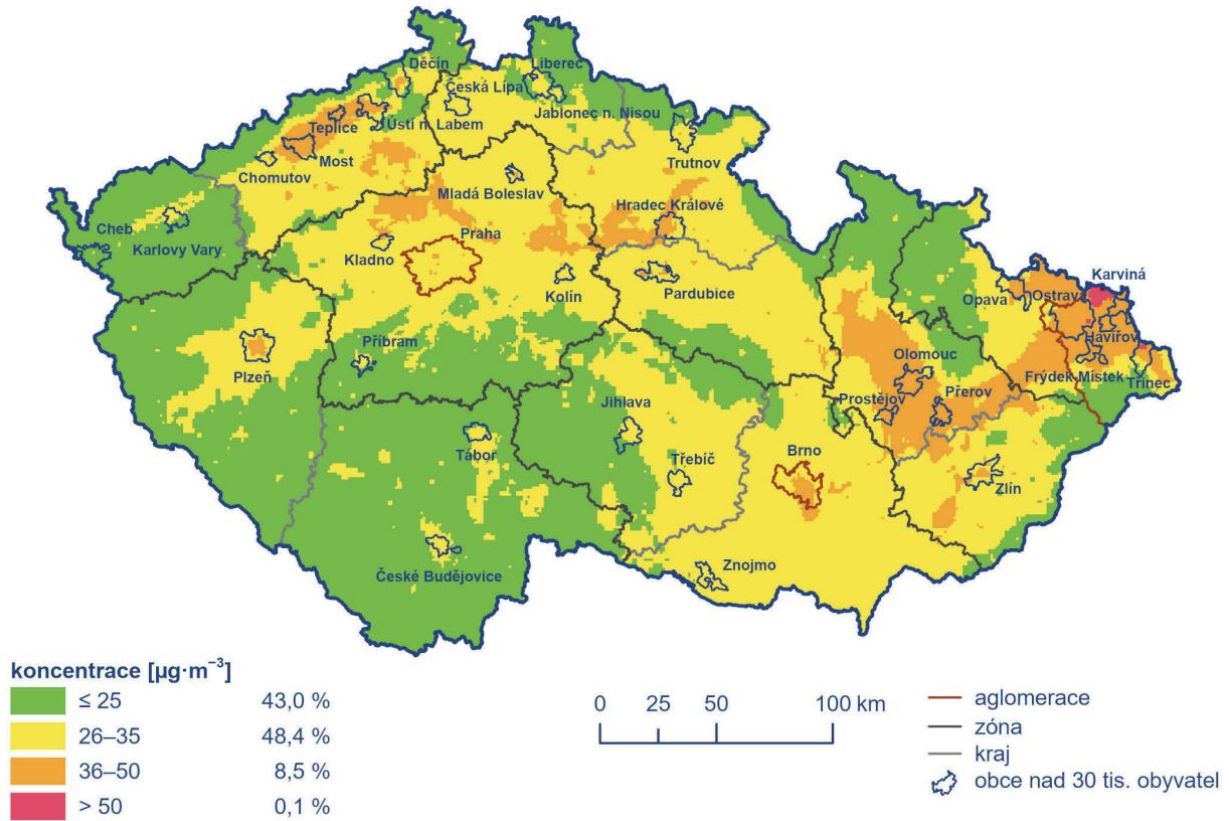 Děčín
Liberec
Česká Lípa
Jablonec n. Nisou
Teplice
Ústí n. Labem
Most
Chomutov
Trutnov
Mladá Boleslav
Hradec Králové
Cheb
Karlovy Vary
Praha
Kladno
Kolín
Pardubice
Karviná
Opava
Ostrava
Havířov
Příbram
Plzeň
Olomouc
Frýdek Místek
Třinec
Prostějov
Přerov
Jihlava
Tábor
Třebíč
Brno
Zlín
České Budějovice
Znojmo
koncentrace [µg·m⁻³]
≤ 25 43,0 %
26–35 48,4 %
36–50 8,5 %
> 50 0,1 %
0 25 50 100 km
aglomerace
zóna
kraj
obce nad 30 tis. obyvatel